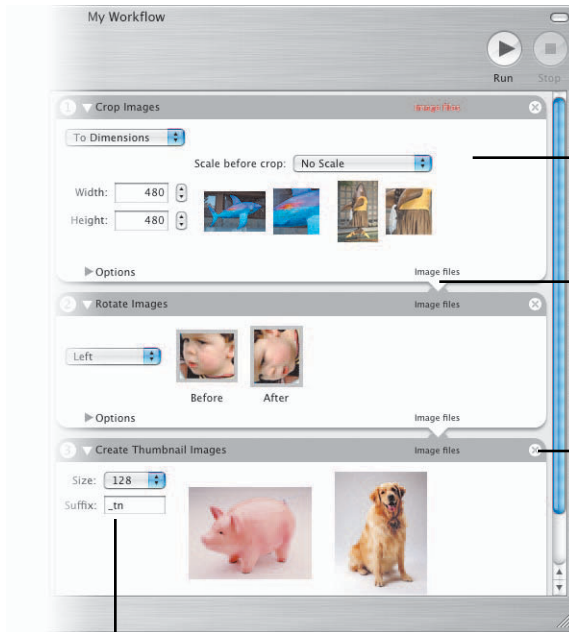 My Workflow
Run Stop
1 Crop Images Image files
To Dimensions
Scale before crop: No Scale
Width: 480
Height: 480
Options Image files
2 Rotate Images Image files
Left
Before After
Options Image files
3 Create Thumbnail Images Image files
Size: 128
Suffix: _tn